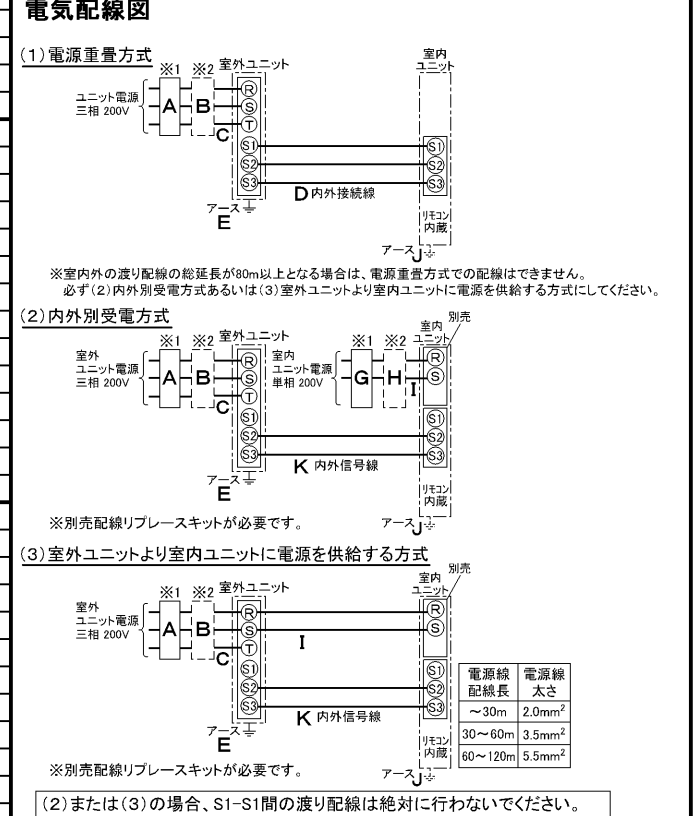 電気配線図
(1)電源重畳方式
※1 ※2 室外ユニット
室内
ユニット
ユニット電源
三相 200V
A B C
R
S
T
S1
S2
S3
S1
S2
S3
D 内外接続線
アース
E
リモコン
内蔵
アース J
※室内外の渡り配線の総延長が80m以上となる場合は、電源重畳方式での配線はできません。
必ず(2)内外別受電方式あるいは(3)室外ユニットより室内ユニットに電源を供給する方式にしてください。
(2)内外別受電方式
※1 ※2 室外ユニット
※1 ※2 室内
ユニット
別売
室外
ユニット電源
三相 200V
A B C
R
S
T
S1
S2
S3
室内
ユニット電源
単相 200V
G H I
R
S
S1
S2
S3
K 内外信号線
アース
E
リモコン
内蔵
アース J
※別売配線リプレースキットが必要です。
(3)室外ユニットより室内ユニットに電源を供給する方式
※1 ※2 室外ユニット
室内
ユニット
別売
室外
ユニット電源
三相 200V
A B C
R
S
T
S1
S2
S3
I
R
S
S1
S2
S3
K 内外信号線
アース
E
リモコン
内蔵
アース J
電源線
配線長
電源線
太さ
～30m 2.0mm²
30～60m 3.5mm²
60～120m 5.5mm²
※別売配線リプレースキットが必要です。
(2)または(3)の場合、S1-S1間の渡り配線は絶対に行わないでください。